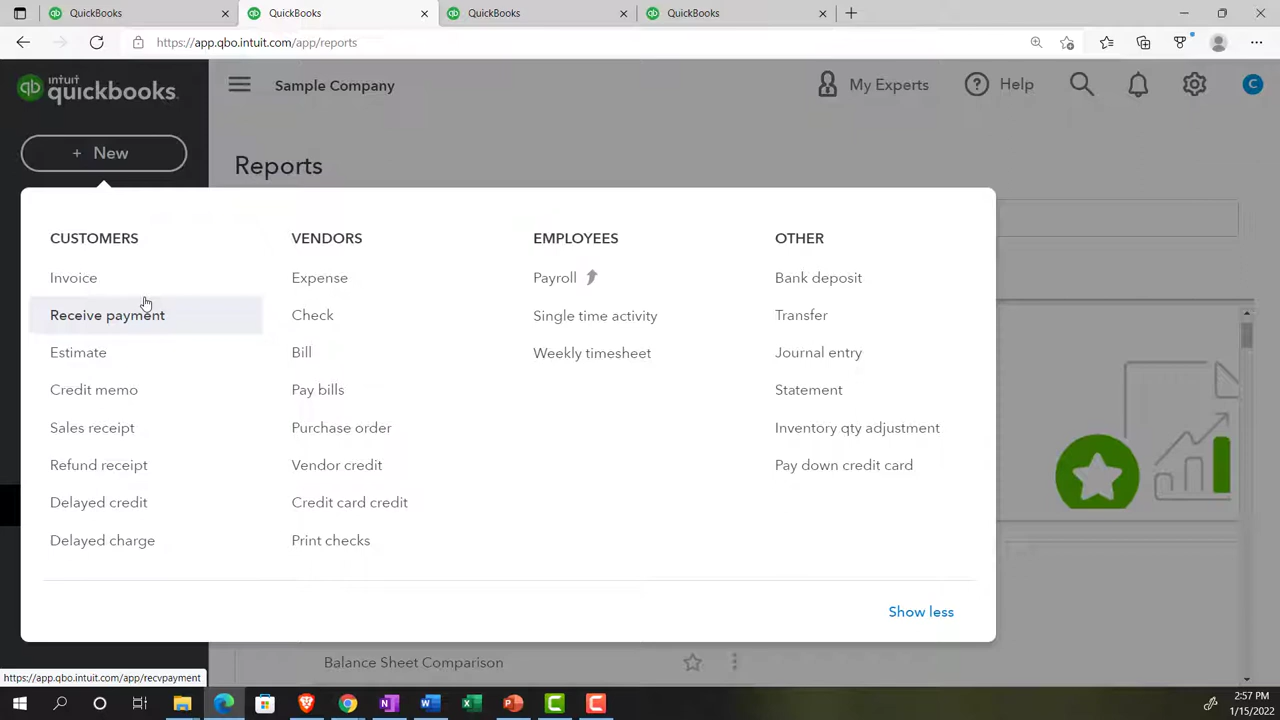 QuickBooks
QuickBooks
QuickBooks
QuickBooks
https://app.qbo.intuit.com/app/reports
intuit
quickbooks
Sample Company
My Experts
Help
C
+ New
Reports
CUSTOMERS
Invoice
Receive payment
Estimate
Credit memo
Sales receipt
Refund receipt
Delayed credit
Delayed charge
VENDORS
Expense
Check
Bill
Pay bills
Purchase order
Vendor credit
Credit card credit
Print checks
EMPLOYEES
Payroll
Single time activity
Weekly timesheet
OTHER
Bank deposit
Transfer
Journal entry
Statement
Inventory qty adjustment
Pay down credit card
Show less
Balance Sheet Comparison
https://app.qbo.intuit.com/app/recvpayment
2:57 PM
1/15/2022